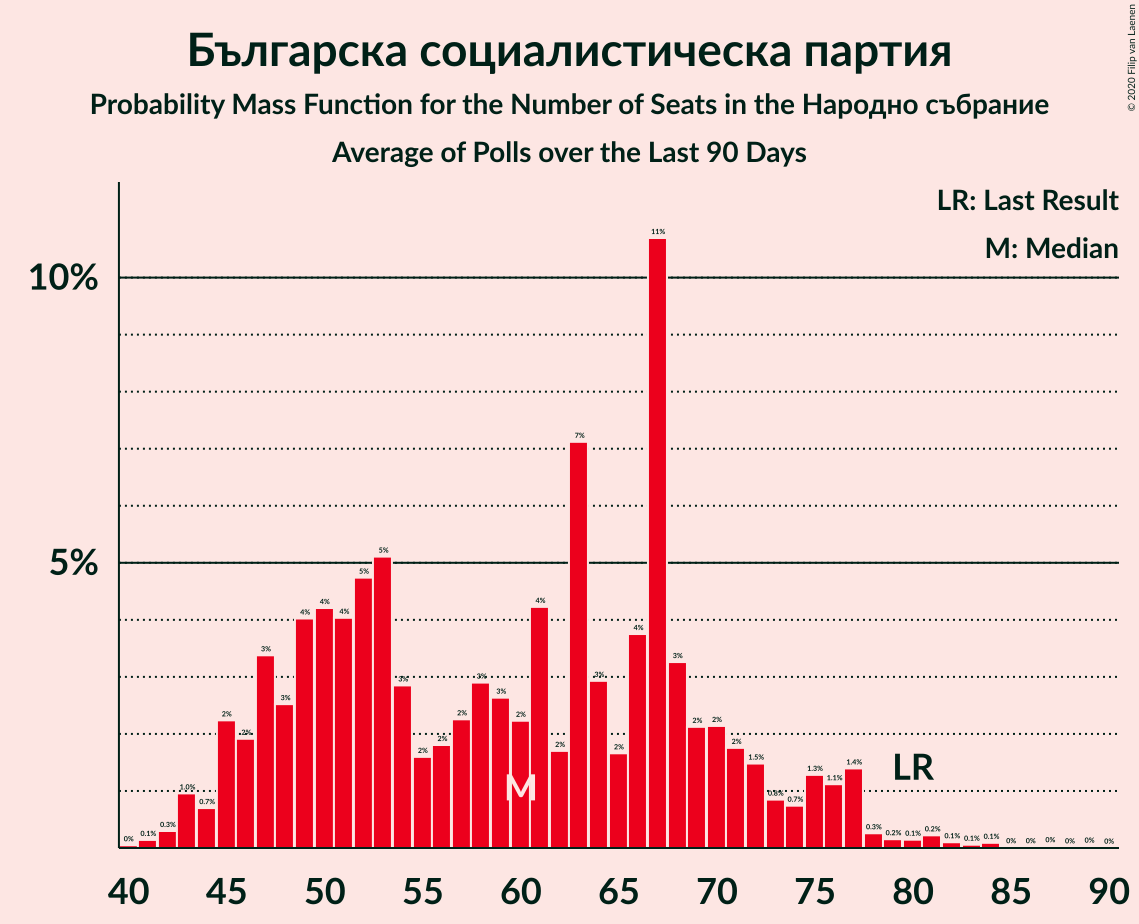 Българска социалистическа партия
Probability Mass Function for the Number of Seats in the Народно събрание
Average of Polls over the Last 90 Days
© 2020 Filip van Laenen
LR: Last Result
M: Median
10%
5%
0% 0.1% 0.3% 1.0% 0.7% 2% 2% 3% 3% 4% 4% 4% 5% 5% 3% 2% 2% 2% 3% 3% 2% 4% 2% 7% 3% 2% 4% 11% 3% 2% 2% 2% 1.5% 0.8% 0.7% 1.3% 1.1% 1.4% 0.3% 0.2% 0.1% 0.2% 0.1% 0.1% 0.1% 0% 0% 0% 0% 0% 0%
M
LR
40 45 50 55 60 65 70 75 80 85 90